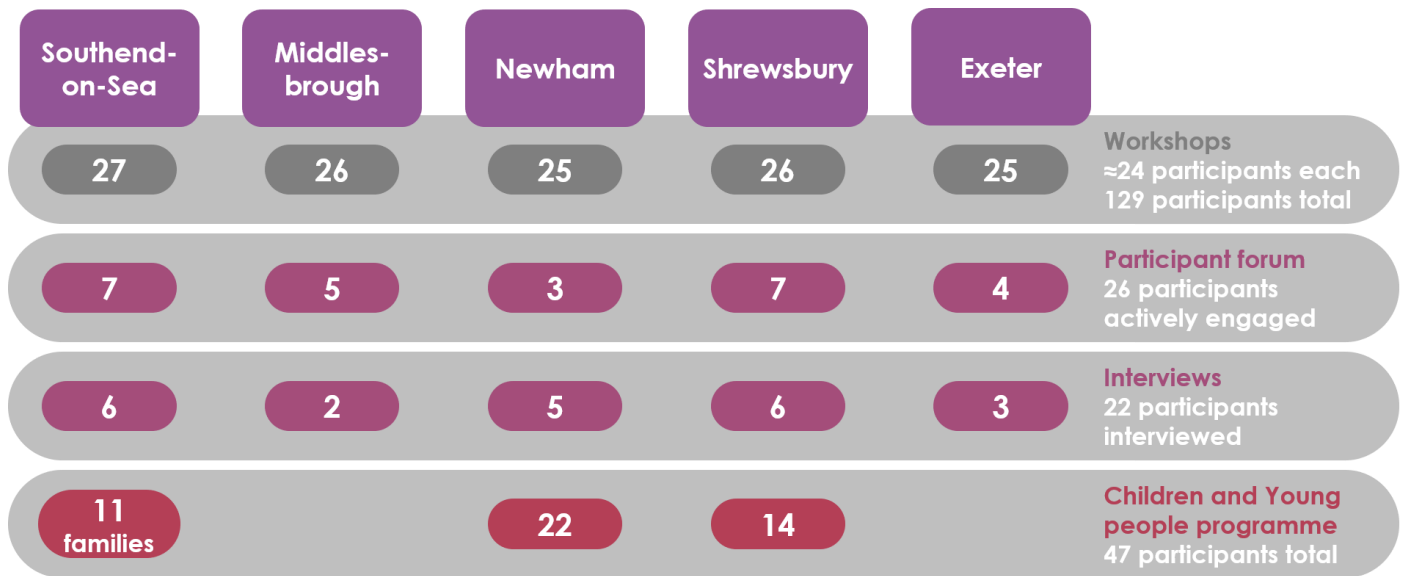 Southend-
on-Sea
Middles-
brough
Newham
Shrewsbury
Exeter
27
26
25
26
25
Workshops
≈24 participants each
129 participants total
7
5
3
7
4
Participant forum
26 participants
actively engaged
6
2
5
6
3
Interviews
22 participants
interviewed
11
families
22
14
Children and Young
people programme
47 participants total